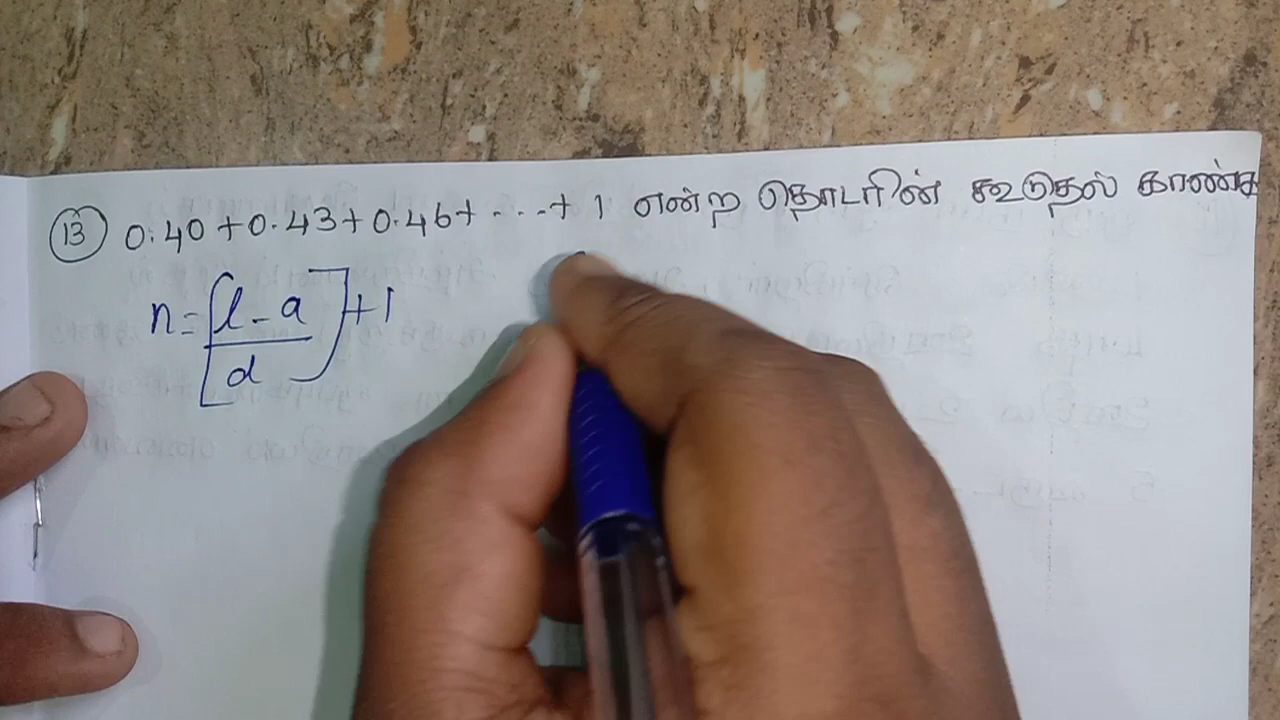 13 0.40 + 0.43 + 0.46 + --- + 1 என்ற தொடரின் கூடுதல் காண்க
n = [l - a / d] + 1